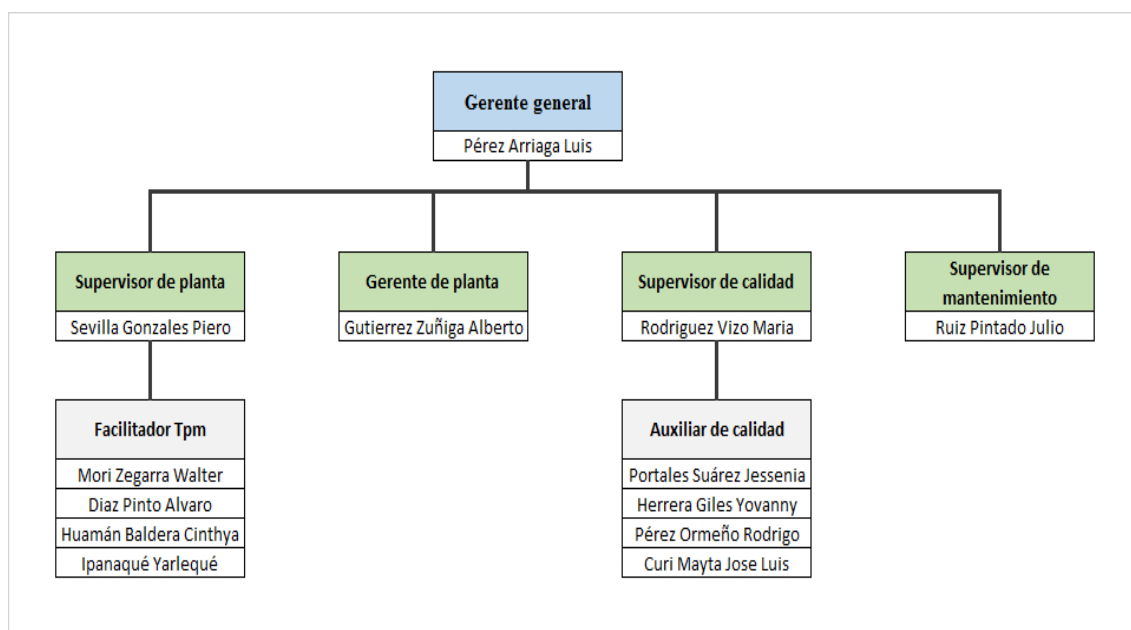 Gerente general
Pérez Arriaga Luis
Supervisor de planta
Sevilla Gonzales Piero
Gerente de planta
Gutierrez Zuñiga Alberto
Supervisor de calidad
Rodriguez Vizo Maria
Supervisor de
mantenimiento
Ruiz Pintado Julio
Facilitador Tpm
Mori Zegarra Walter
Diaz Pinto Alvaro
Huamán Baldera Cinthya
Ipanaqué Yarlequé
Auxiliar de calidad
Portales Suárez Jessenia
Herrera Giles Yovanny
Pérez Ormeño Rodrigo
Curi Mayta Jose Luis